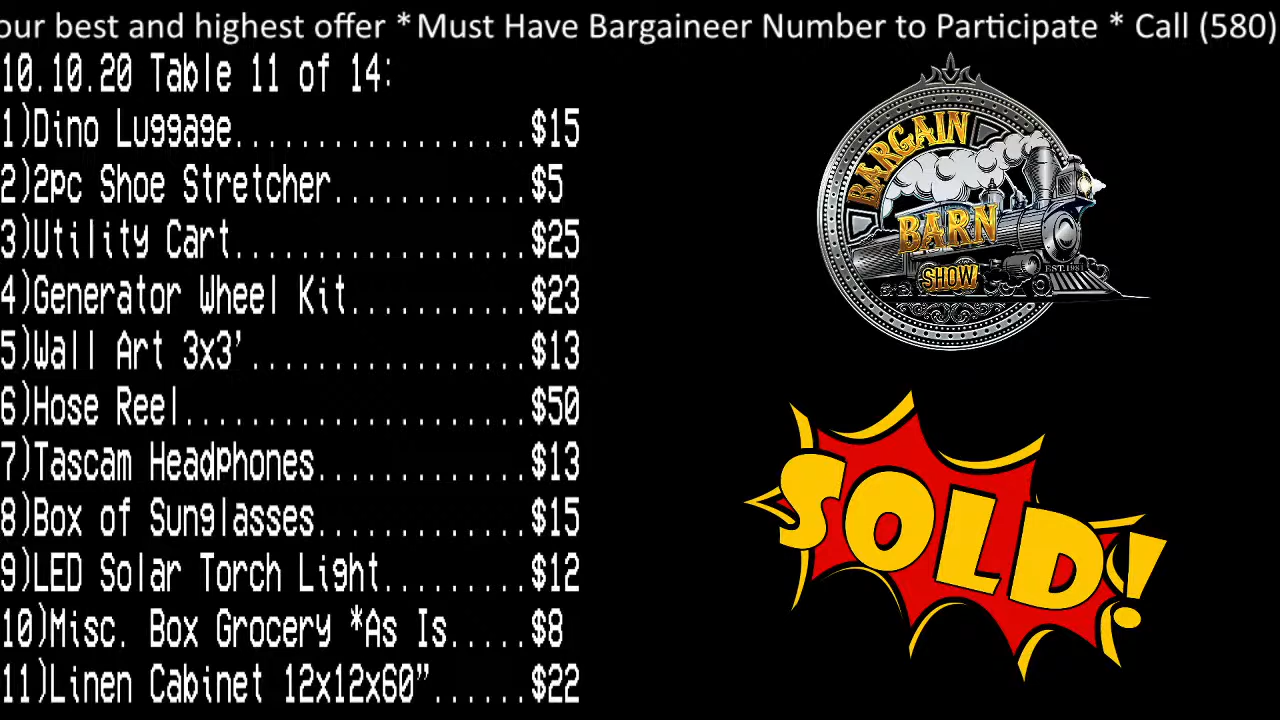 our best and highest offer *Must Have Bargaineer Number to Participate * Call (580)
10.10.20 Table 11 of 14:
1)Dino Luggage..................$15
2)2pc Shoe Stretcher............$5
3)Utility Cart..................$25
4)Generator Wheel Kit...........$23
5)Wall Art 3x3'.................$13
6)Hose Reel.....................$50
7)Tascam Headphones.............$13
8)Box of Sunglasses.............$15
9)LED Solar Torch Light.........$12
10)Misc. Box Grocery *As Is.....$8
11)Linen Cabinet 12x12x60”......$22
BARGAIN
BARN
SHOW
SOLD!